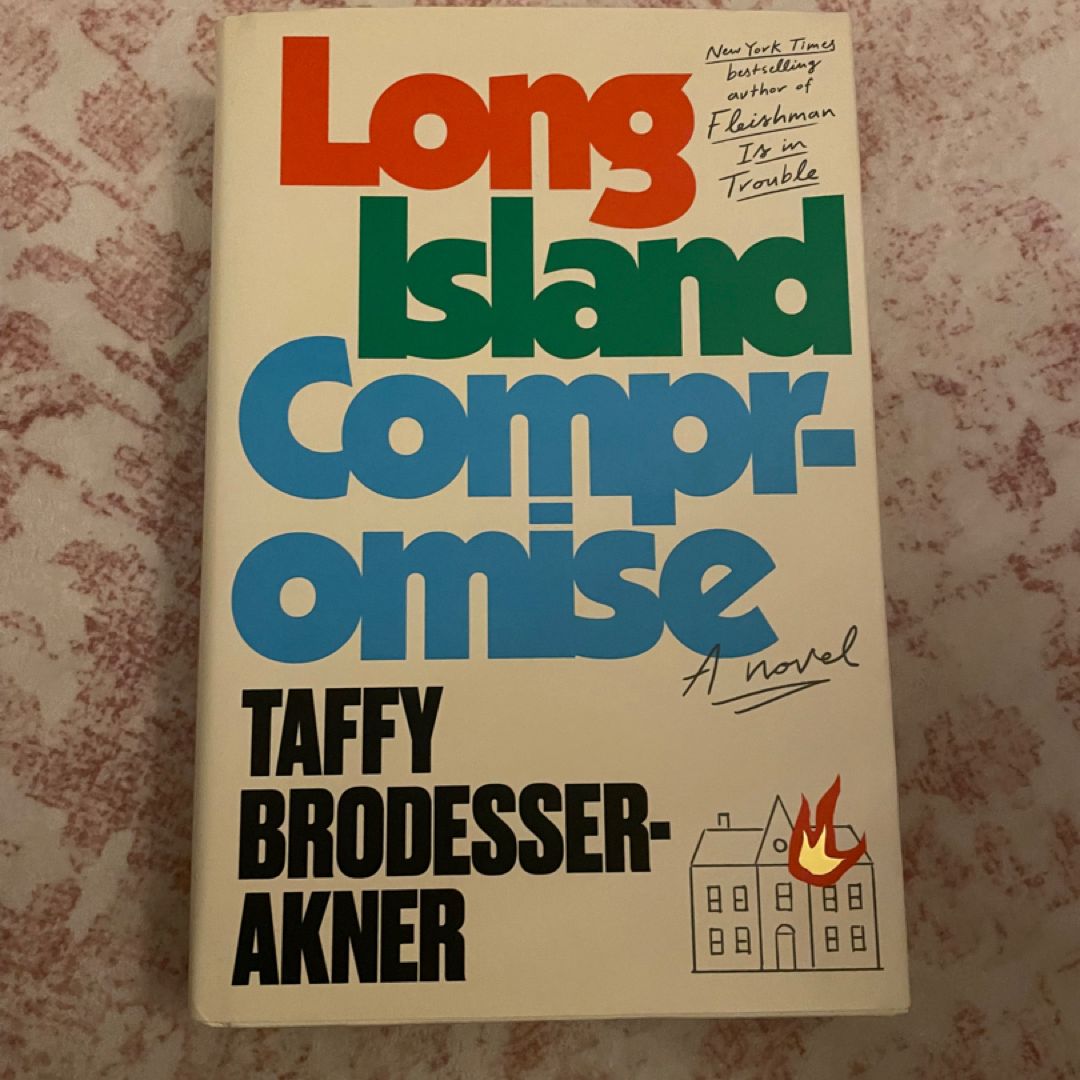 Long
New York Times
bestselling
author of
Fleishman
Is in
Trouble
Island
Compr-
omise
A novel
TAFFY
BRODESSER-
AKNER